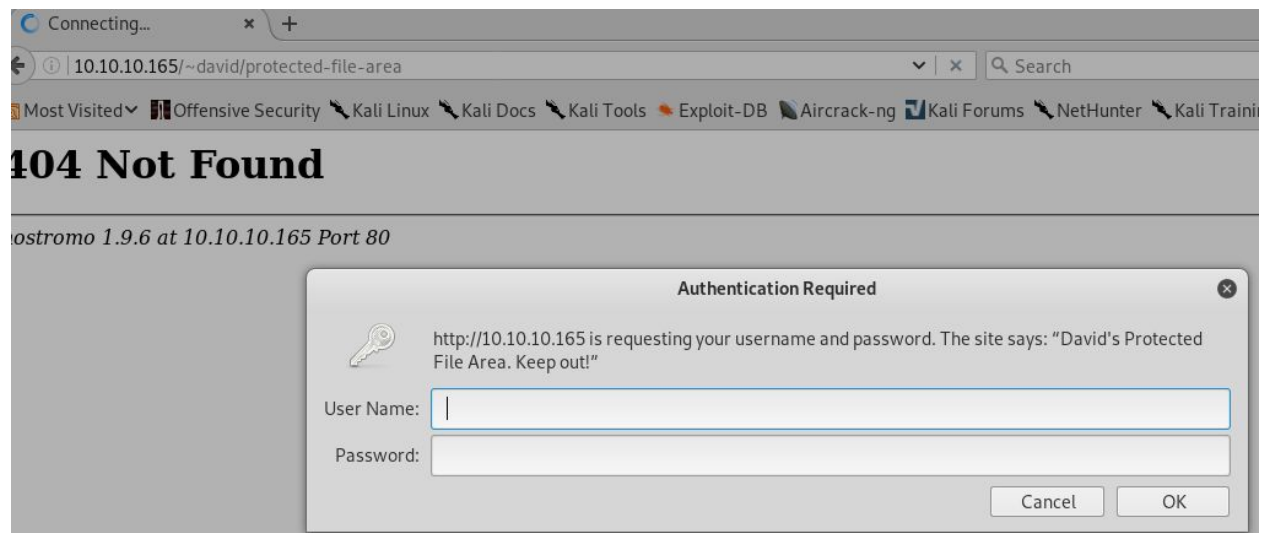 Connecting...
10.10.10.165/~david/protected-file-area
Search
Most Visited Offensive Security Kali Linux Kali Docs Kali Tools Exploit-DB Aircrack-ng Kali Forums NetHunter Kali Traini
404 Not Found
ostromo 1.9.6 at 10.10.10.165 Port 80
Authentication Required
http://10.10.10.165 is requesting your username and password. The site says: “David's Protected
File Area. Keep out!”
User Name:
Password:
Cancel OK